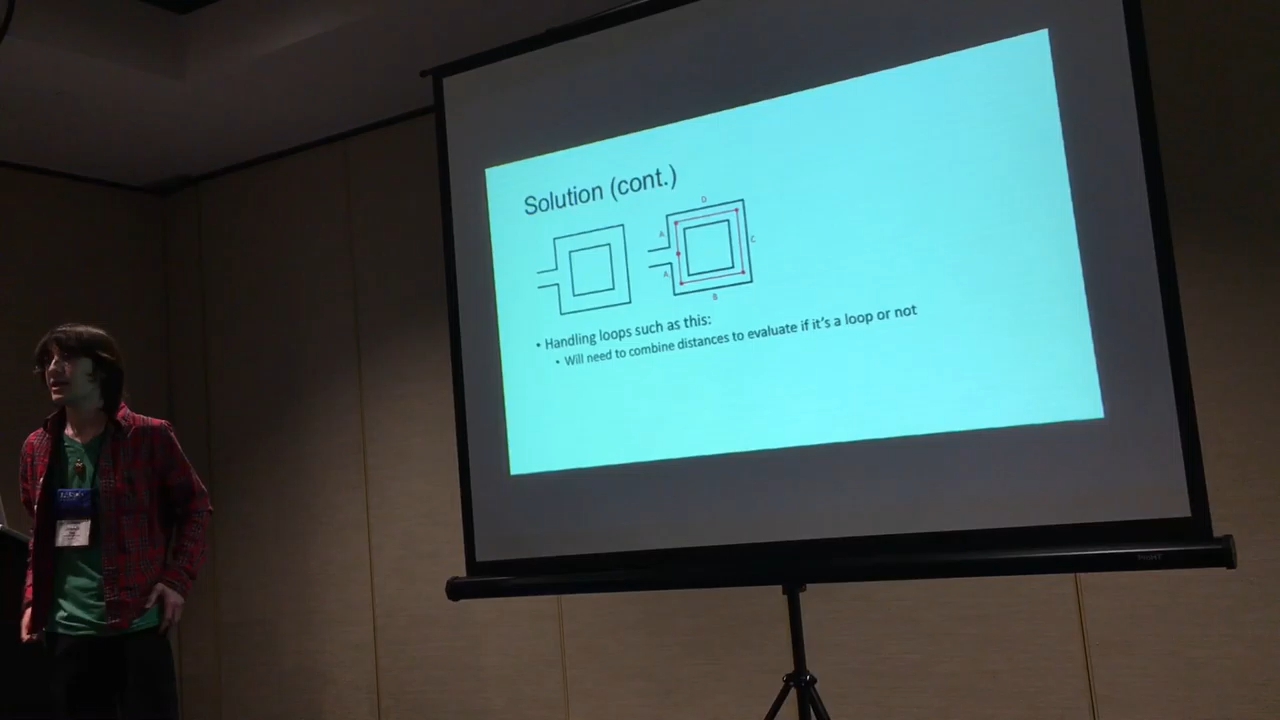 Solution (cont.)
D
A
C
A
B
• Handling loops such as this:
• Will need to combine distances to evaluate if it's a loop or not